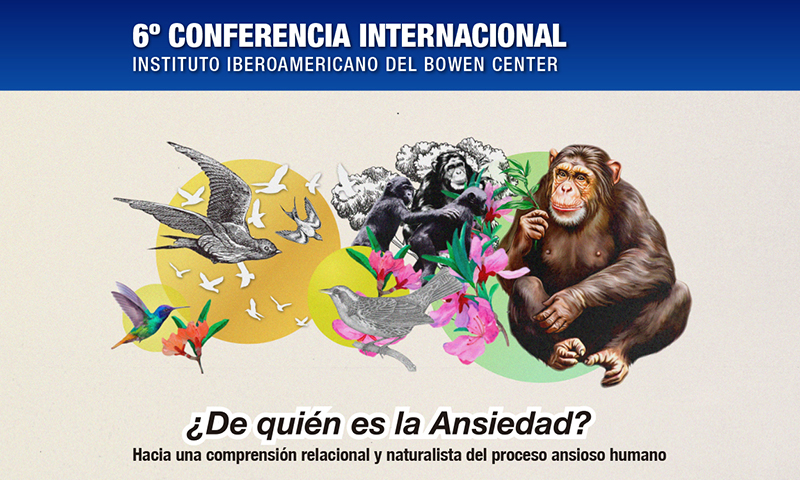 6º CONFERENCIA INTERNACIONAL
INSTITUTO IBEROAMERICANO DEL BOWEN CENTER
¿De quién es la Ansiedad?
Hacia una comprensión relacional y naturalista del proceso ansioso humano